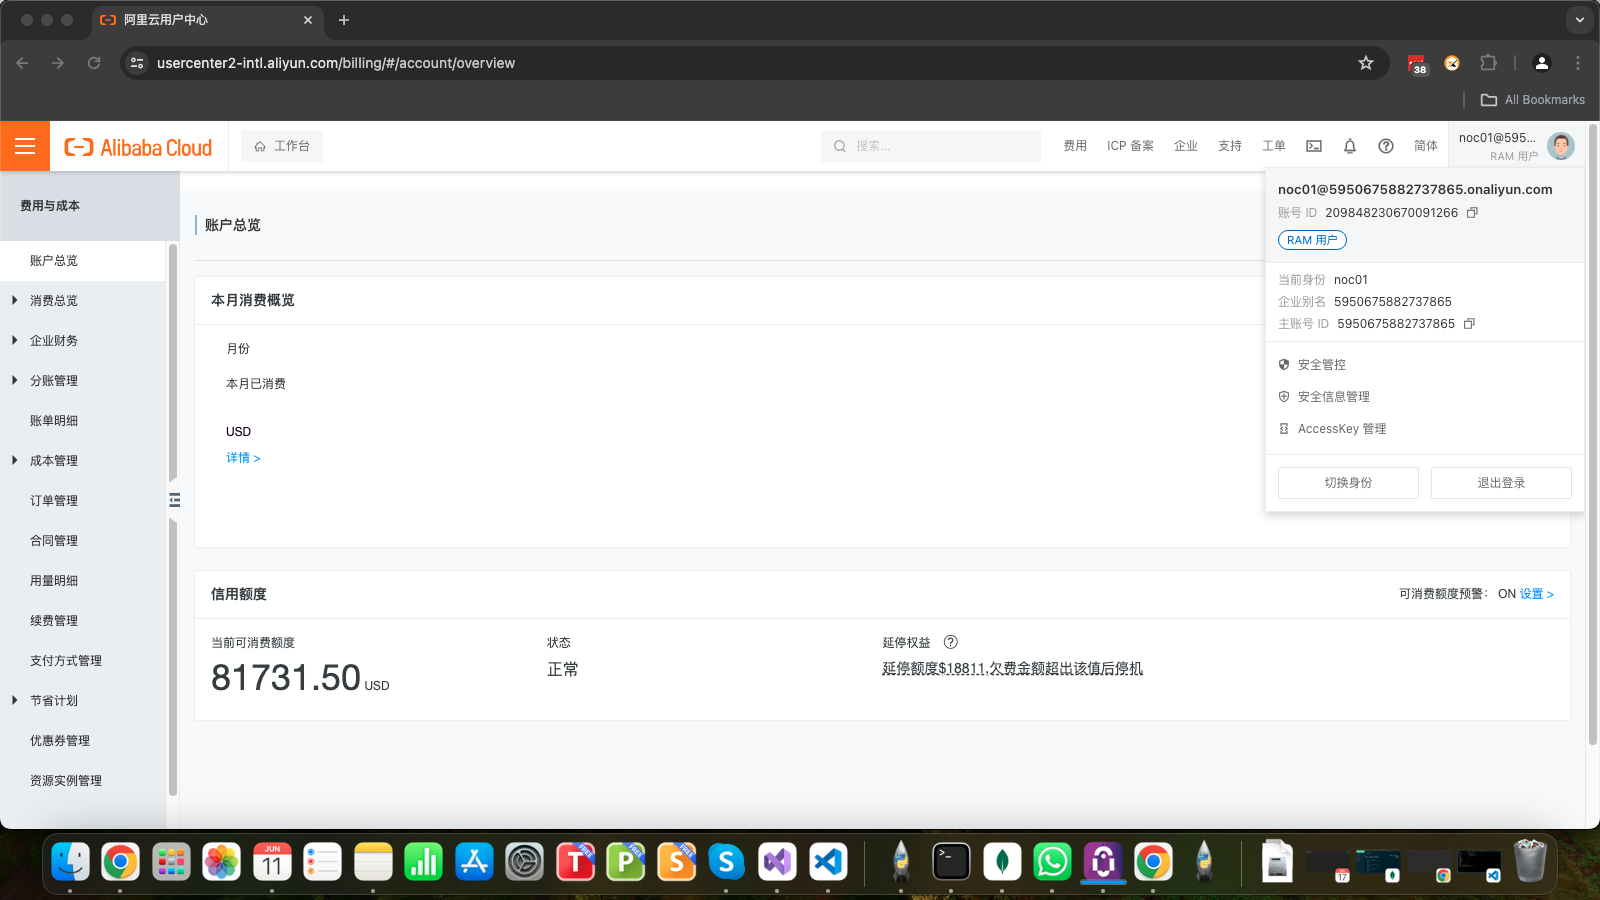 阿里云用户中心
usercenter2-intl.aliyun.com/billing/#/account/overview
38
All Bookmarks
Alibaba Cloud
工作台
搜索...
费用
ICP 备案
企业
支持
工单
简体
noc01@595...
RAM 用户
noc01@5950675882737865.onaliyun.com
账号 ID 209848230670091266
RAM 用户
当前身份 noc01
企业别名 5950675882737865
主账号 ID 5950675882737865
安全管控
安全信息管理
AccessKey 管理
切换身份
退出登录
费用与成本
账户总览
消费总览
企业财务
分账管理
账单明细
成本管理
订单管理
合同管理
用量明细
续费管理
支付方式管理
节省计划
优惠券管理
资源实例管理
账户总览
本月消费概览
月份
本月已消费
USD
详情 >
信用额度
可消费额度预警： ON 设置 >
当前可消费额度
81731.50 USD
状态
正常
延停权益
延停额度$18811,欠费金额超出该值后停机
JUN
11
T
FREE
P
FREE
S
FREE
S
17